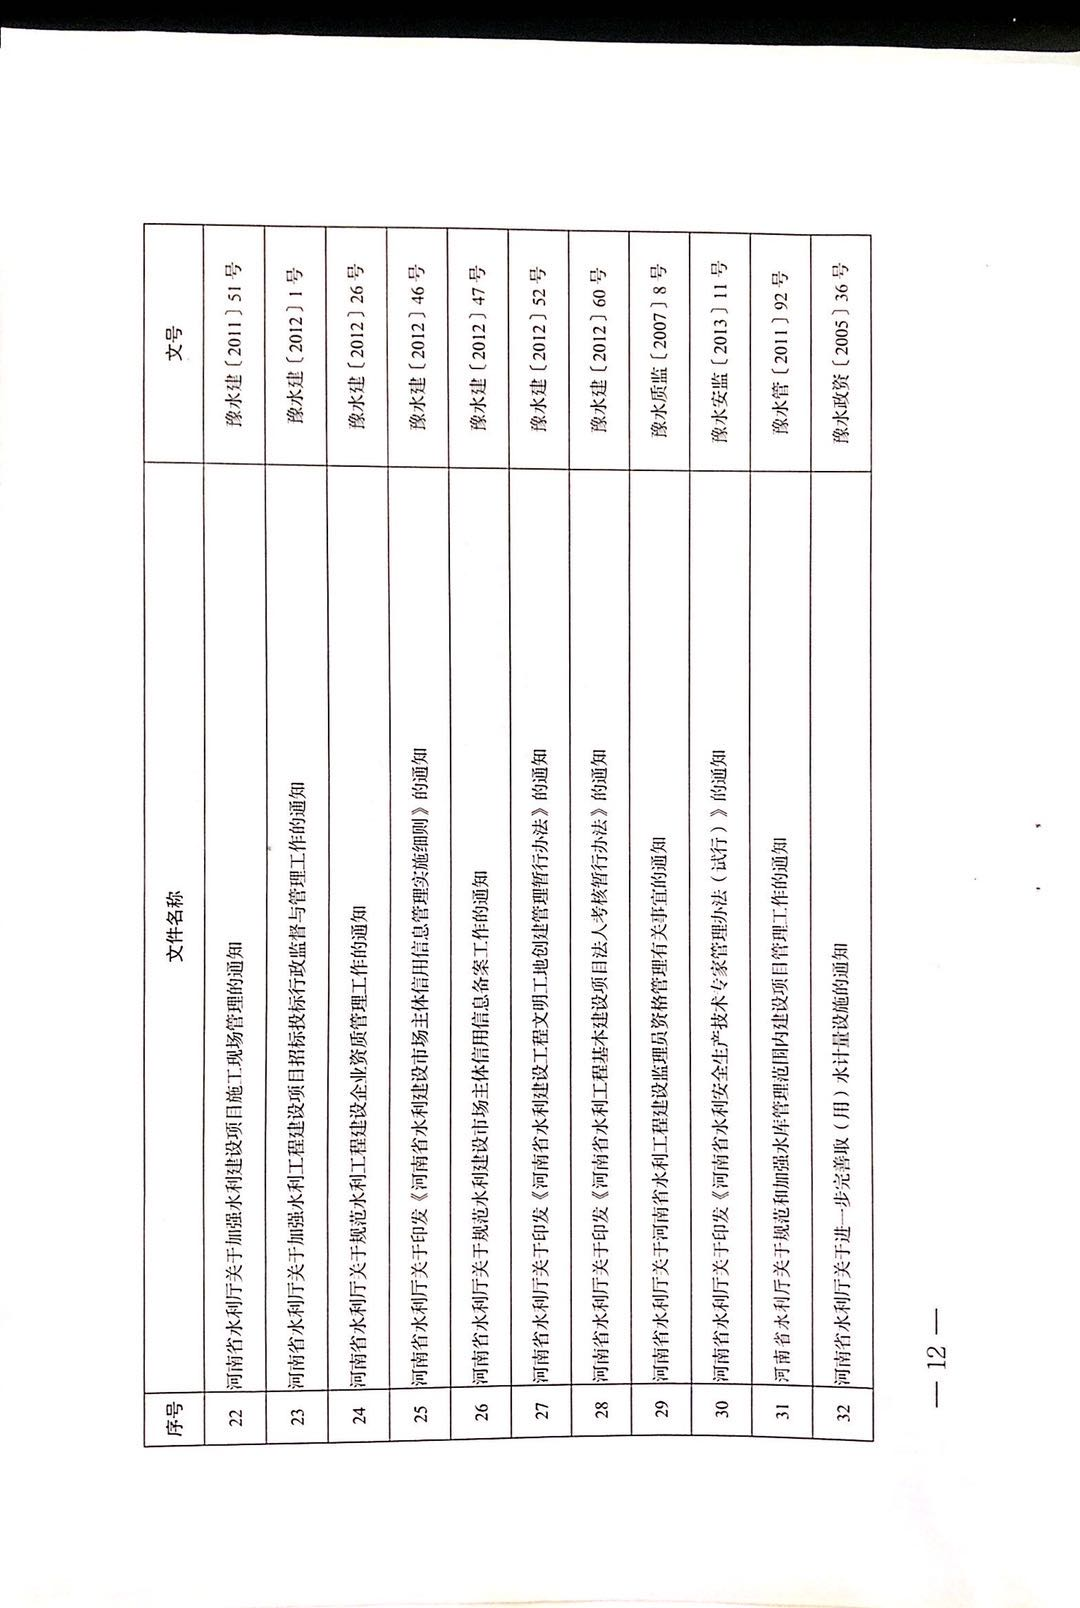 序号 文件名称 文号
22 河南省水利厅关于加强水利建设项目施工现场管理的通知 豫水建〔2011〕51号
23 河南省水利厅关于加强水利工程建设项目招标投标行政监督与管理工作的通知 豫水建〔2012〕1号
24 河南省水利厅关于规范水利工程建设企业资质管理工作的通知 豫水建〔2012〕26号
25 河南省水利厅关于印发《河南省水利建设市场主体信用信息管理实施细则》的通知 豫水建〔2012〕46号
26 河南省水利厅关于规范水利建设市场主体信用信息备案工作的通知 豫水建〔2012〕47号
27 河南省水利厅关于印发《河南省水利建设工程文明工地创建管理暂行办法》的通知 豫水建〔2012〕52号
28 河南省水利厅关于印发《河南省水利工程基本建设项目法人考核暂行办法》的通知 豫水建〔2012〕60号
29 河南省水利厅关于河南省水利工程建设监理员资格管理有关事宜的通知 豫水质监〔2007〕8号
30 河南省水利厅关于印发《河南省水利安全生产技术专家管理办法（试行）》的通知 豫水安监〔2013〕11号
31 河南省水利厅关于规范和加强水库管理范围内建设项目管理工作的通知 豫水管〔2011〕92号
32 河南省水利厅关于进一步完善取（用）水计量设施的通知 豫水政资〔2005〕36号
— 12 —